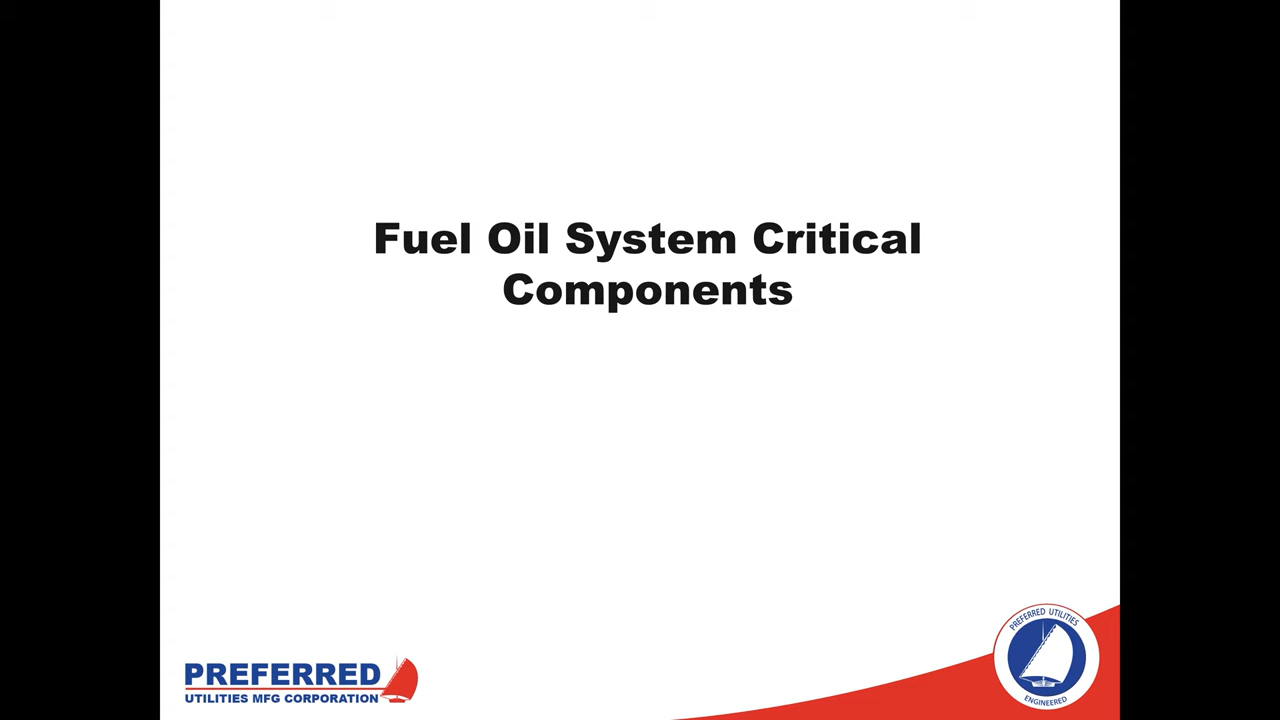 Fuel Oil System Critical
Components
PREFERRED UTILITIES
ENGINEERED
PREFERRED
UTILITIES MFG CORPORATION